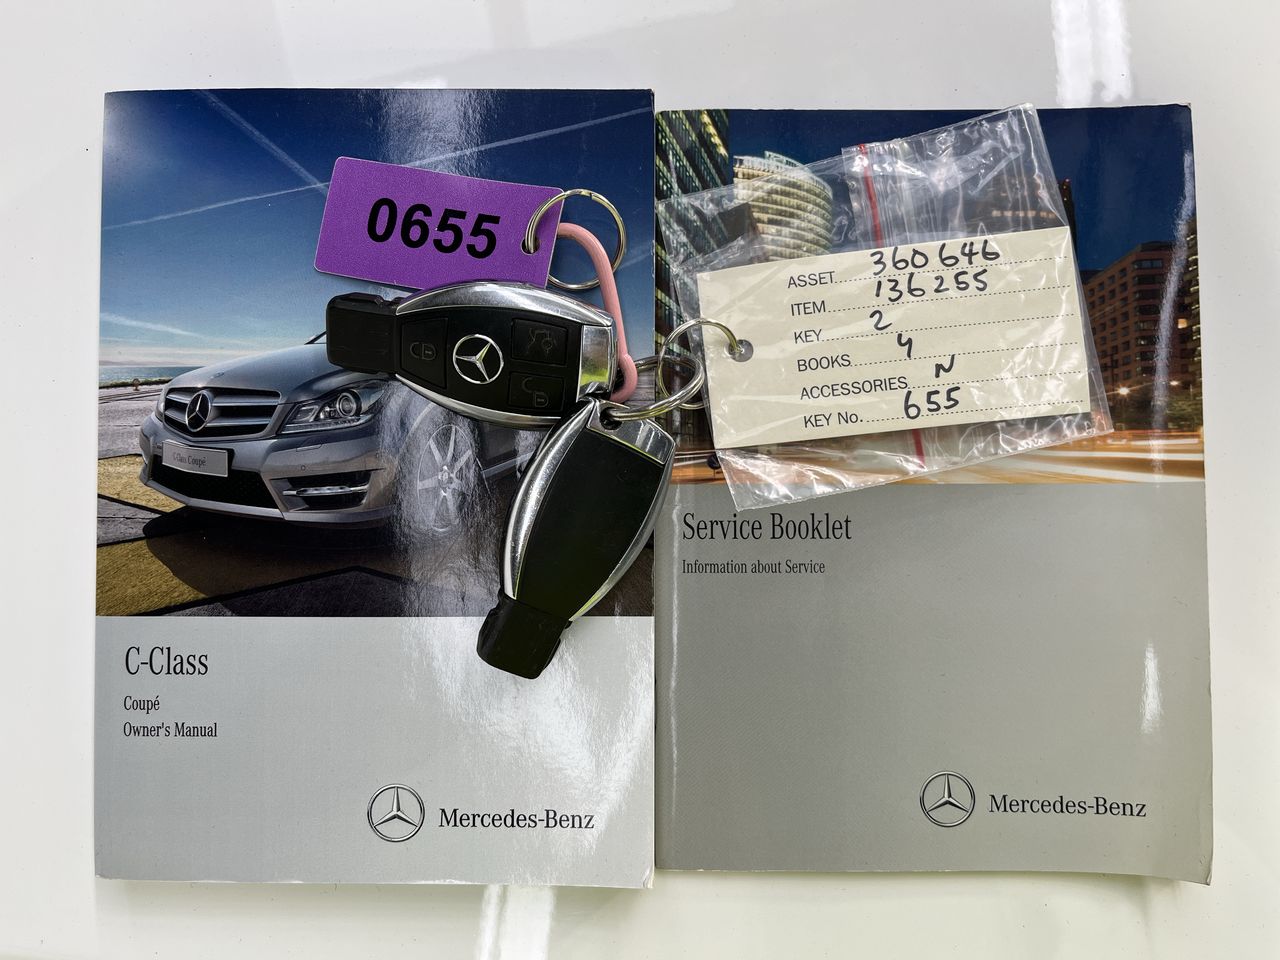 0655
C-Class Coupé
C-Class
Coupé
Owner's Manual
Mercedes-Benz
ASSET 360646
ITEM 136255
KEY 2
BOOKS 4
ACCESSORIES N
KEY No. 655
Service Booklet
Information about Service
Mercedes-Benz